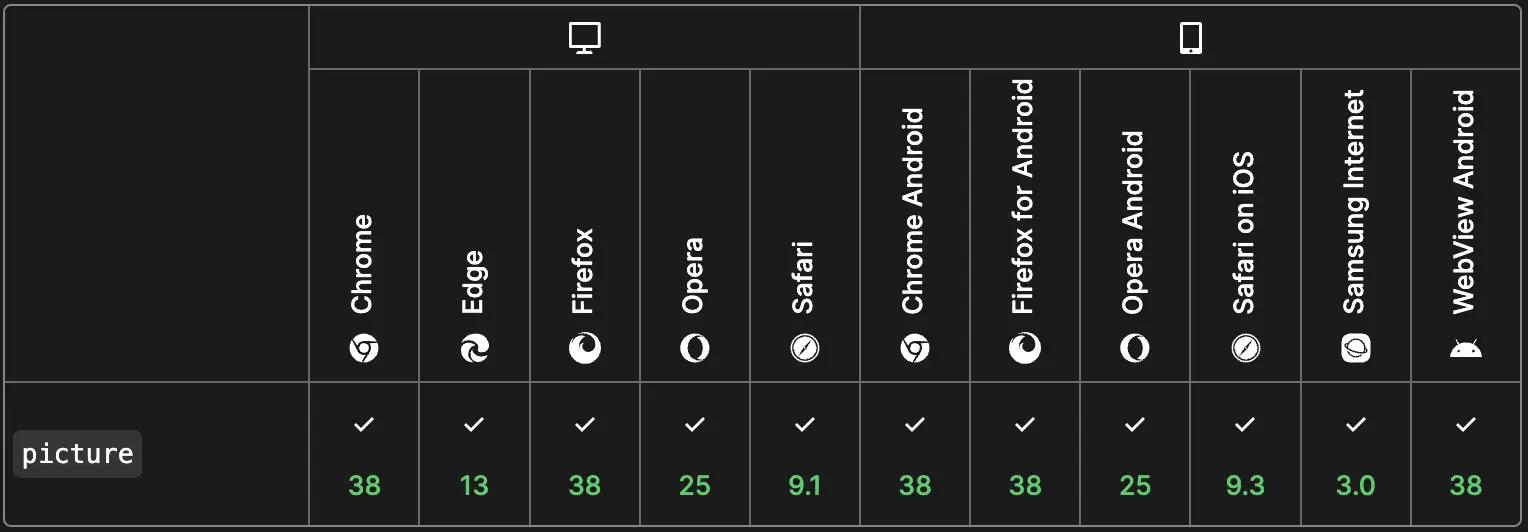 Chrome
Edge
Firefox
Opera
Safari
Chrome Android
Firefox for Android
Opera Android
Safari on iOS
Samsung Internet
WebView Android
picture
38
13
38
25
9.1
38
38
25
9.3
3.0
38